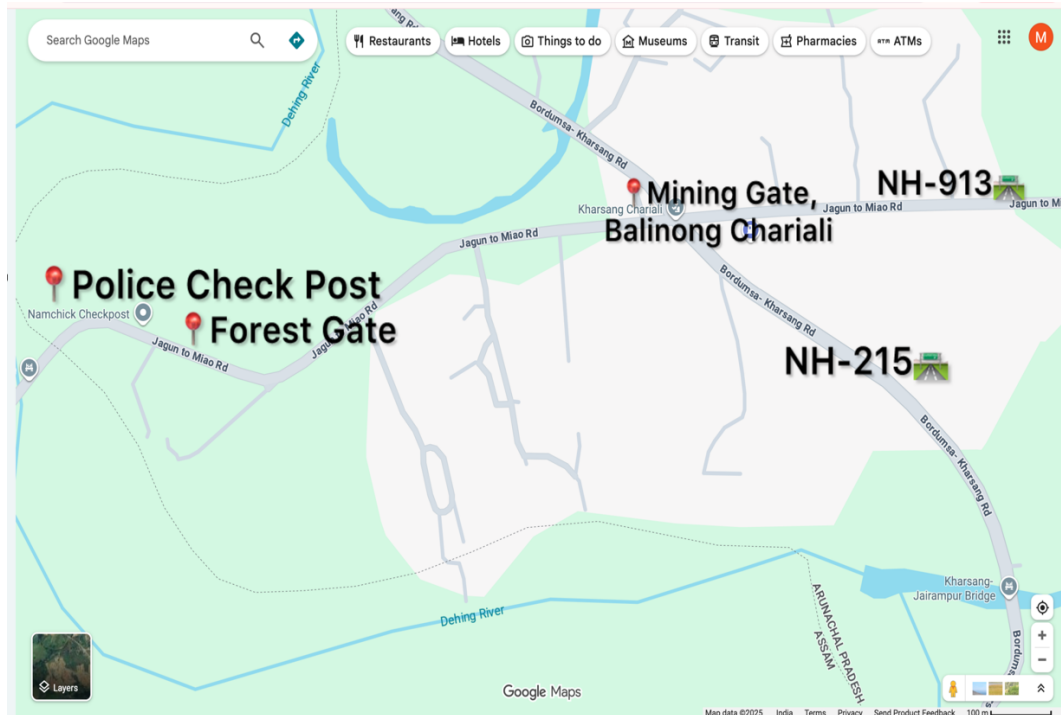 Search Google Maps
Restaurants
Hotels
Things to do
Museums
Transit
Pharmacies
ATMs
M
Dehing River
Bordumsa- Kharsang Rd
NH-913
Mining Gate,
Kharsang Chariali
Balinong Chariali
Jagun to Miao Rd
Jagun to Mi
Jagun to Miao Rd
Police Check Post
Namchick Checkpost
Forest Gate
Jagun to Miao Rd
Jagun to Miao Rd
Bordumsa- Kharsang Rd
NH-215
Bordumsa- Kharsang Rd
Kharsang-
Jairampur Bridge
Dehing River
ARUNACHAL PRADESH
ASSAM
Layers
Google Maps
Map data ©2025 India Terms Privacy Send Product Feedback 100 m